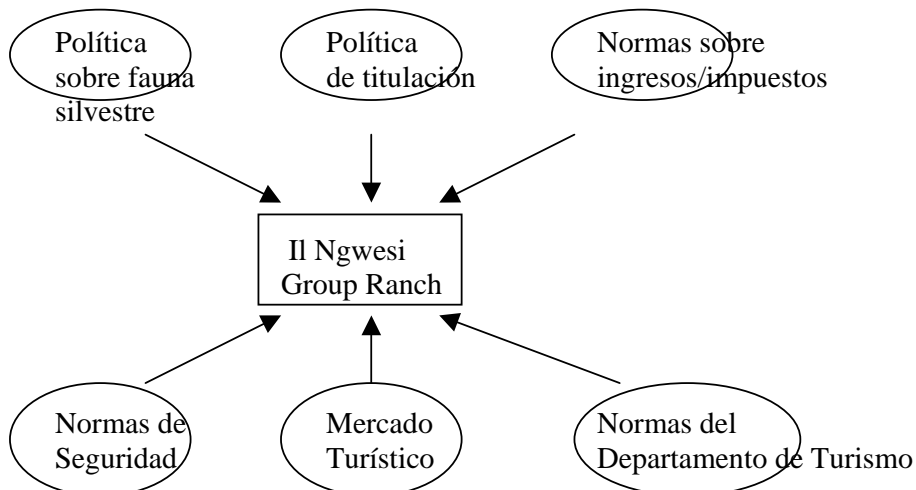 Política
sobre fauna
silvestre
Política
de titulación
Normas sobre
ingresos/impuestos
Il Ngwesi
Group Ranch
Normas de
Seguridad
Mercado
Turístico
Normas del
Departamento de Turismo